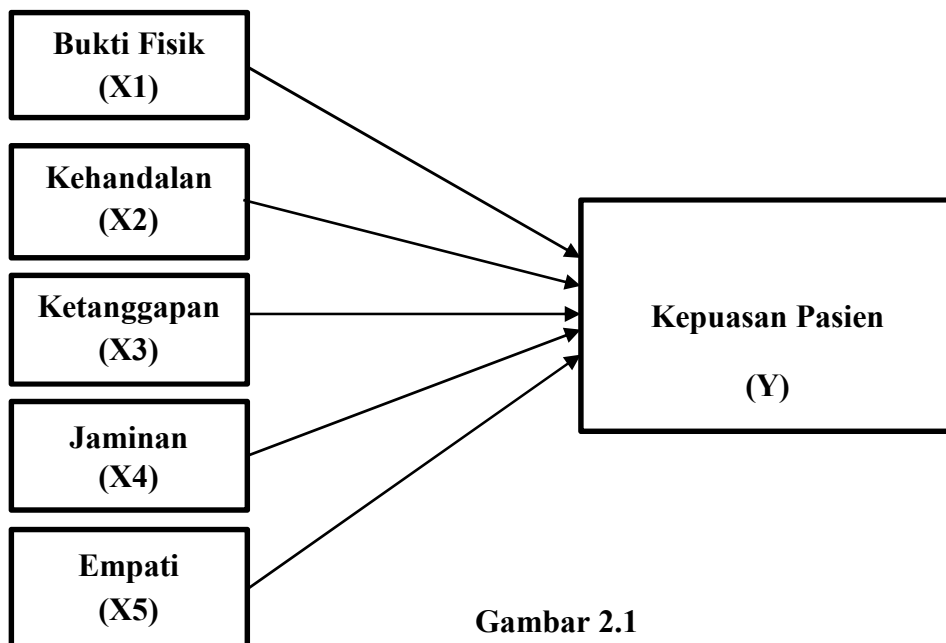 Bukti Fisik
(X1)
Kehandalan
(X2)
Ketanggapan
(X3)
Jaminan
(X4)
Empati
(X5)
Kepuasan Pasien
(Y)
Gambar 2.1